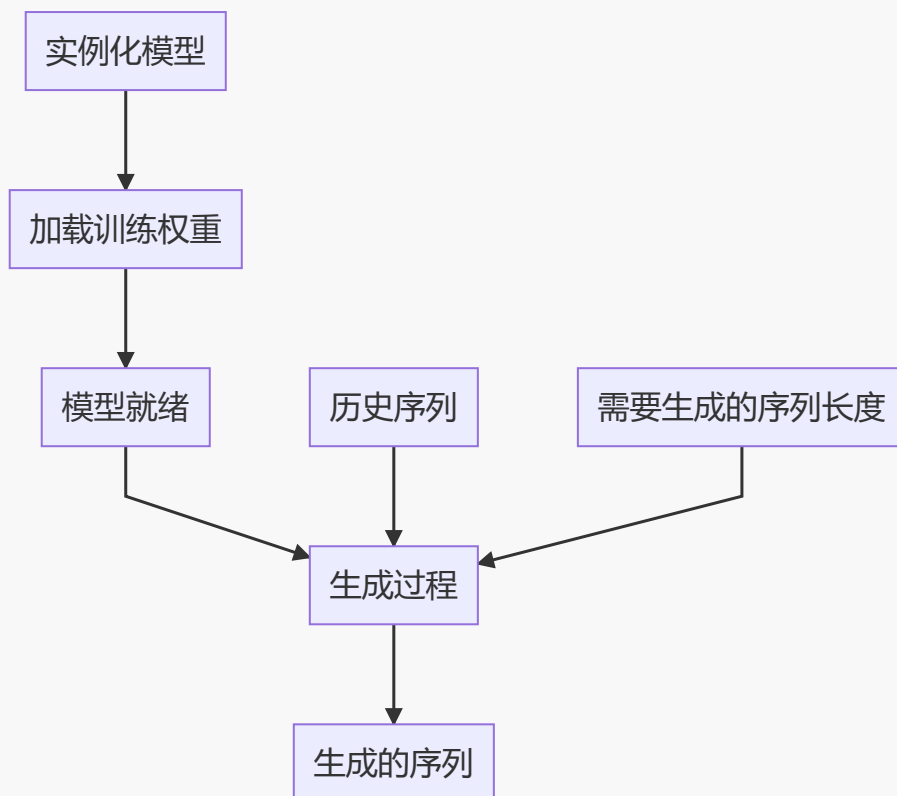 实例化模型
加载训练权重
模型就绪
历史序列
需要生成的序列长度
生成过程
生成的序列